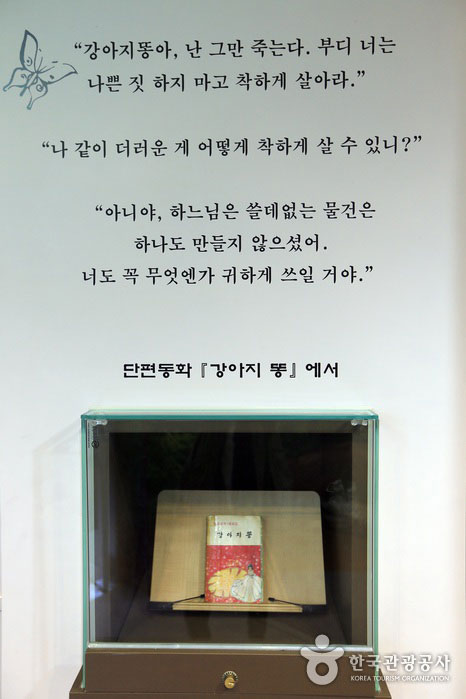 “강아지똥아, 난 그만 죽는다. 부디 너는
나쁜 짓 하지 마고 착하게 살아라.”
“나 같이 더러운 게 어떻게 착하게 살 수 있니?”
“아니야, 하느님은 쓸데없는 물건은
하나도 만들지 않으셨어.
너도 꼭 무엇엔가 귀하게 쓰일 거야.”
단편동화 『강아지 똥』에서
강아지똥
한국관광공사
KOREA TOURISM ORGANIZATION